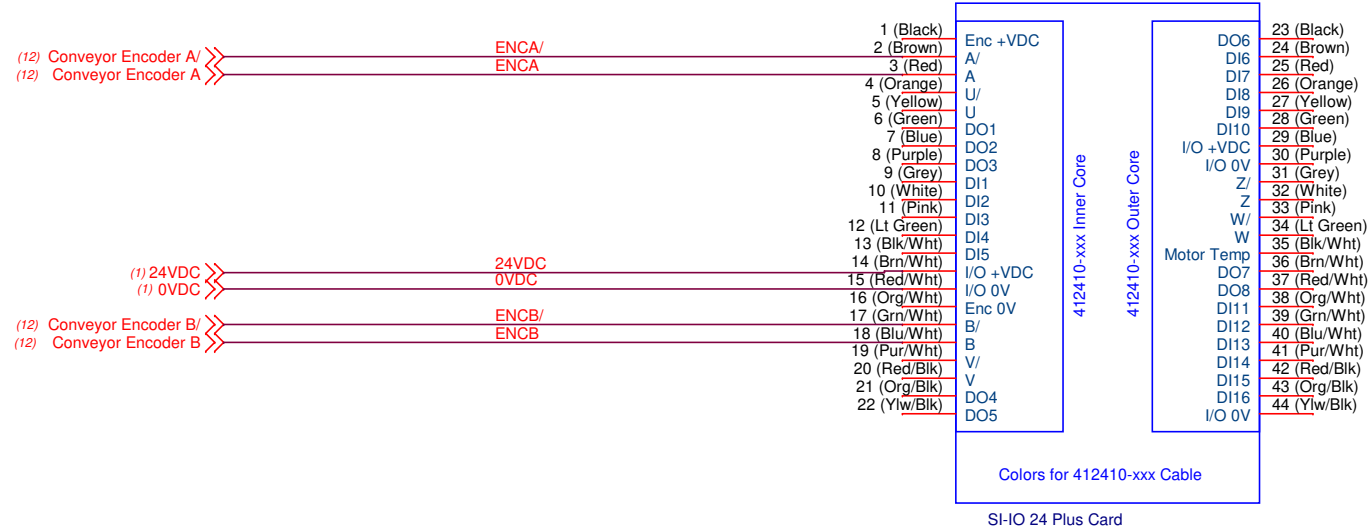 (12) Conveyor Encoder A/
(12) Conveyor Encoder A
ENCA/
ENCA
(1) 24VDC
(1) 0VDC
24VDC
0VDC
(12) Conveyor Encoder B/
(12) Conveyor Encoder B
ENCB/
ENCB
1 (Black)
2 (Brown)
3 (Red)
4 (Orange)
5 (Yellow)
6 (Green)
7 (Blue)
8 (Purple)
9 (Grey)
10 (White)
11 (Pink)
12 (Lt Green)
13 (Blk/Wht)
14 (Brn/Wht)
15 (Red/Wht)
16 (Org/Wht)
17 (Grn/Wht)
18 (Blu/Wht)
19 (Pur/Wht)
20 (Red/Blk)
21 (Org/Blk)
22 (Ylw/Blk)
Enc +VDC
A/
A
U/
U
DO1
DO2
DO3
DI1
DI2
DI3
DI4
DI5
I/O +VDC
I/O 0V
Enc 0V
B/
B
V/
V
DO4
DO5
412410-xxx Inner Core
412410-xxx Outer Core
DO6
DI6
DI7
DI8
DI9
DI10
I/O +VDC
I/O 0V
Z/
Z
W/
W
Motor Temp
DO7
DO8
DI11
DI12
DI13
DI14
DI15
DI16
I/O 0V
23 (Black)
24 (Brown)
25 (Red)
26 (Orange)
27 (Yellow)
28 (Green)
29 (Blue)
30 (Purple)
31 (Grey)
32 (White)
33 (Pink)
34 (Lt Green)
35 (Blk/Wht)
36 (Brn/Wht)
37 (Red/Wht)
38 (Org/Wht)
39 (Grn/Wht)
40 (Blu/Wht)
41 (Pur/Wht)
42 (Red/Blk)
43 (Org/Blk)
44 (Ylw/Blk)
Colors for 412410-xxx Cable
SI-IO 24 Plus Card